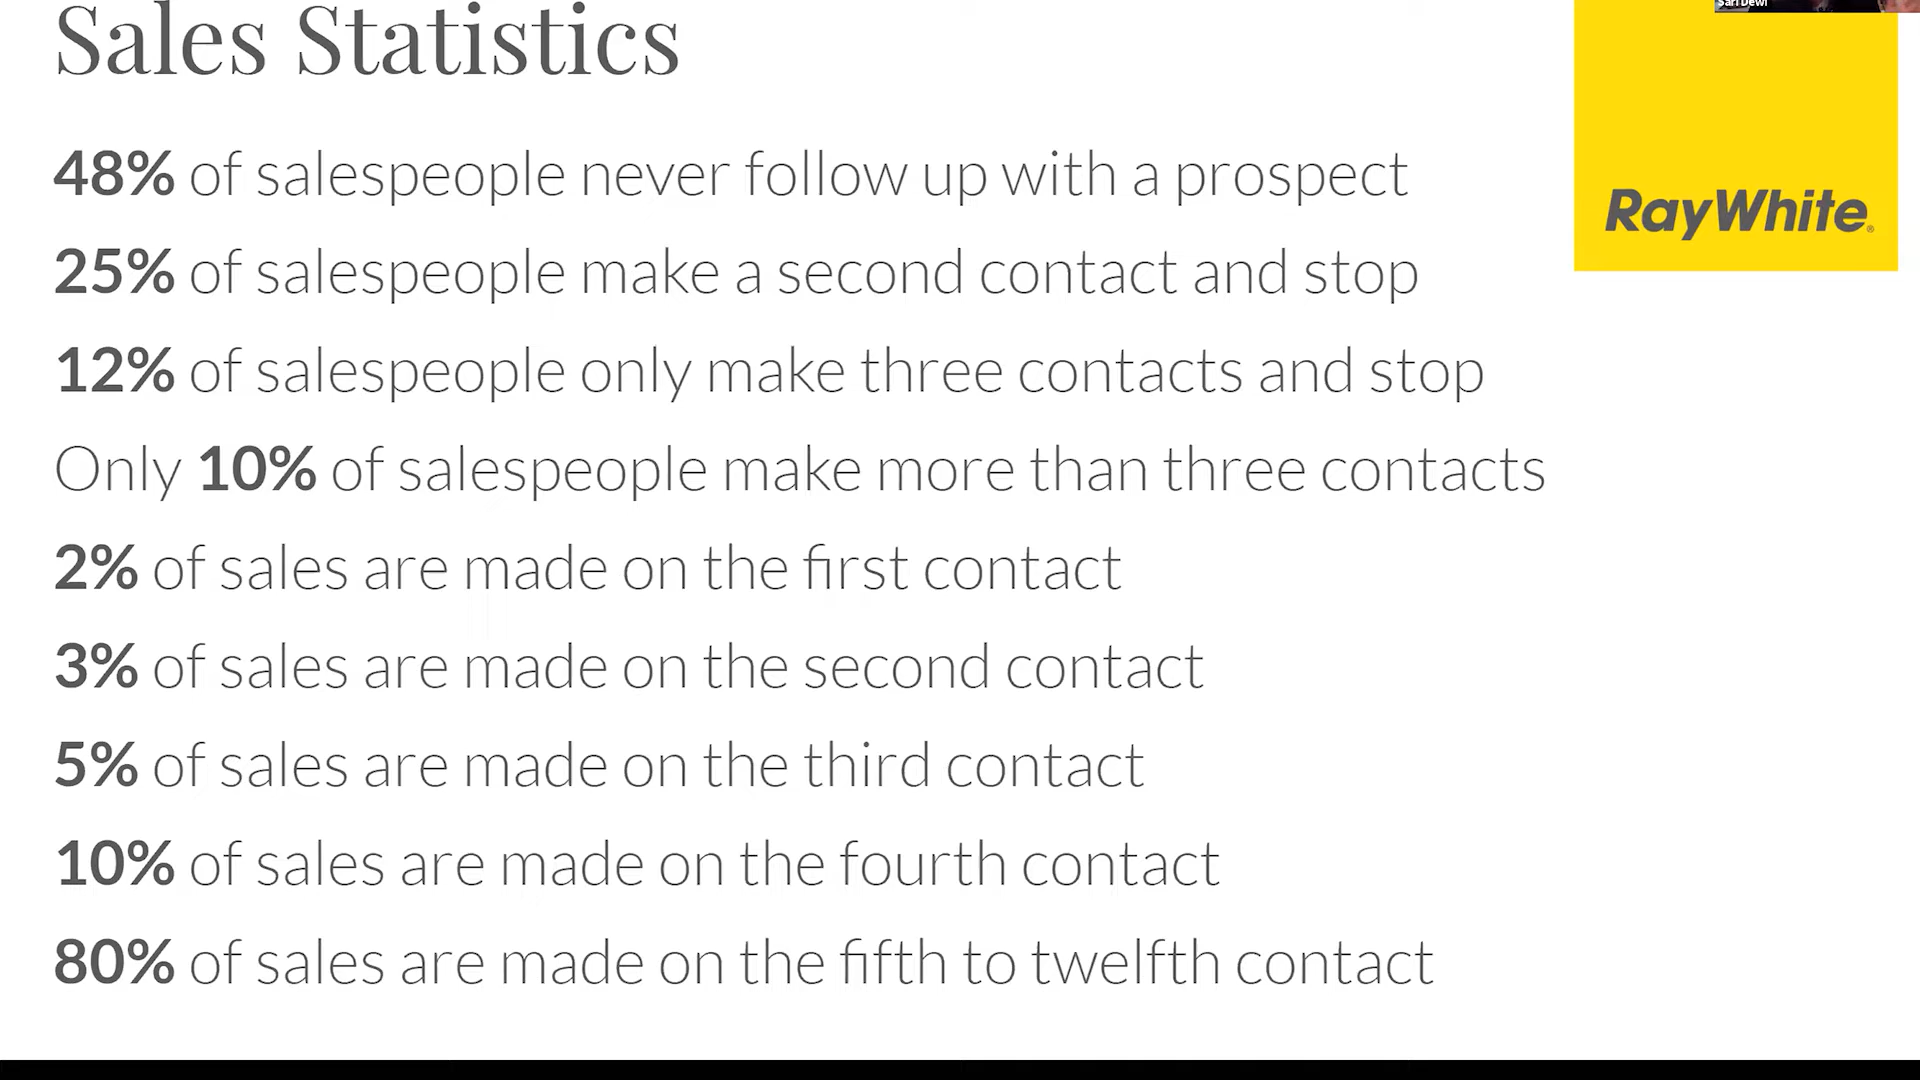 Sari Dewi
Sales Statistics
RayWhite®
48% of salespeople never follow up with a prospect
25% of salespeople make a second contact and stop
12% of salespeople only make three contacts and stop
Only 10% of salespeople make more than three contacts
2% of sales are made on the first contact
3% of sales are made on the second contact
5% of sales are made on the third contact
10% of sales are made on the fourth contact
80% of sales are made on the fifth to twelfth contact